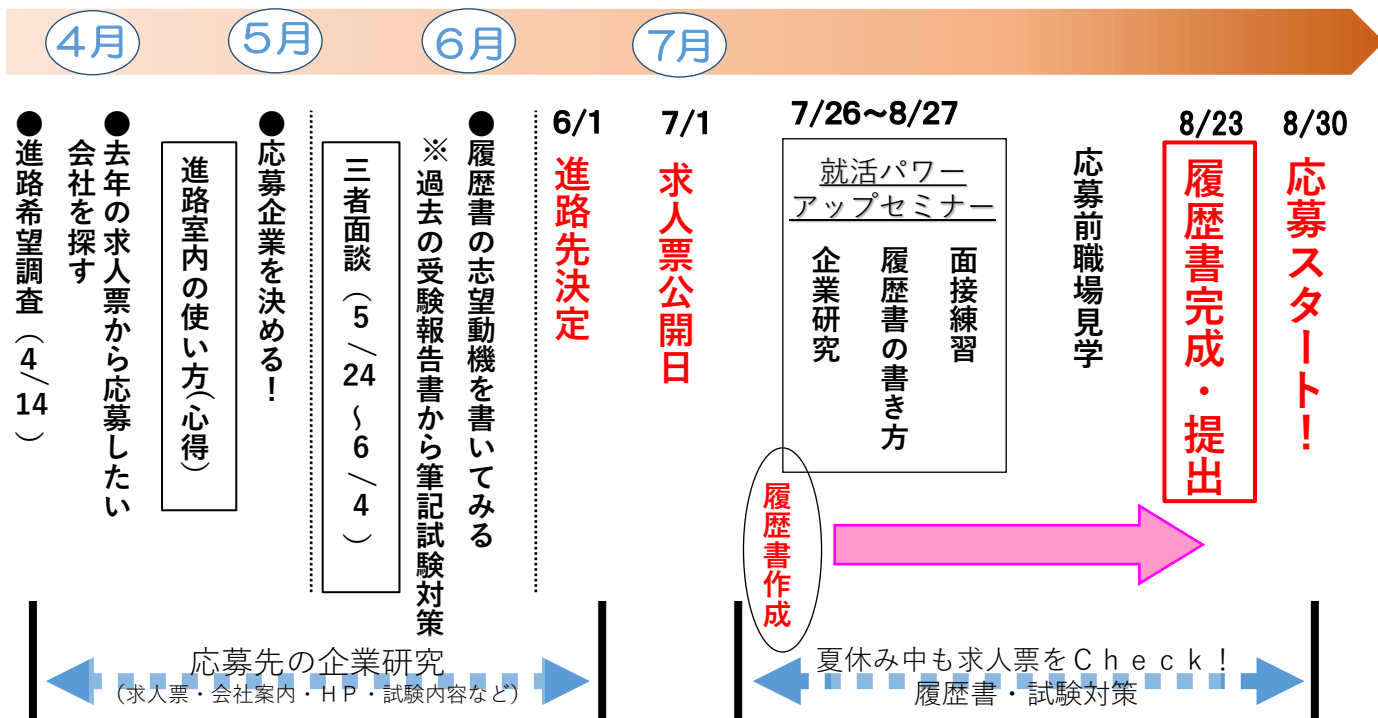 4月
5月
6月
7月
●進路希望調査（4/14）
●去年の求人票から応募したい
会社を探す
進路室内の使い方(心得)
●応募企業を決める！
三者面談（5/24～6/4）
●履歴書の志望動機を書いてみる
※過去の受験報告書から筆記試験対策
6/1
進路先決定
7/1
求人票公開日
7/26～8/27
就活パワー
アップセミナー
企業研究
履歴書の書き方
面接練習
応募前職場見学
8/23
履歴書完成・提出
8/30
応募スタート！
履歴書作成
応募先の企業研究
（求人票・会社案内・HP・試験内容など）
夏休み中も求人票をＣｈｅｃｋ！
履歴書・試験対策